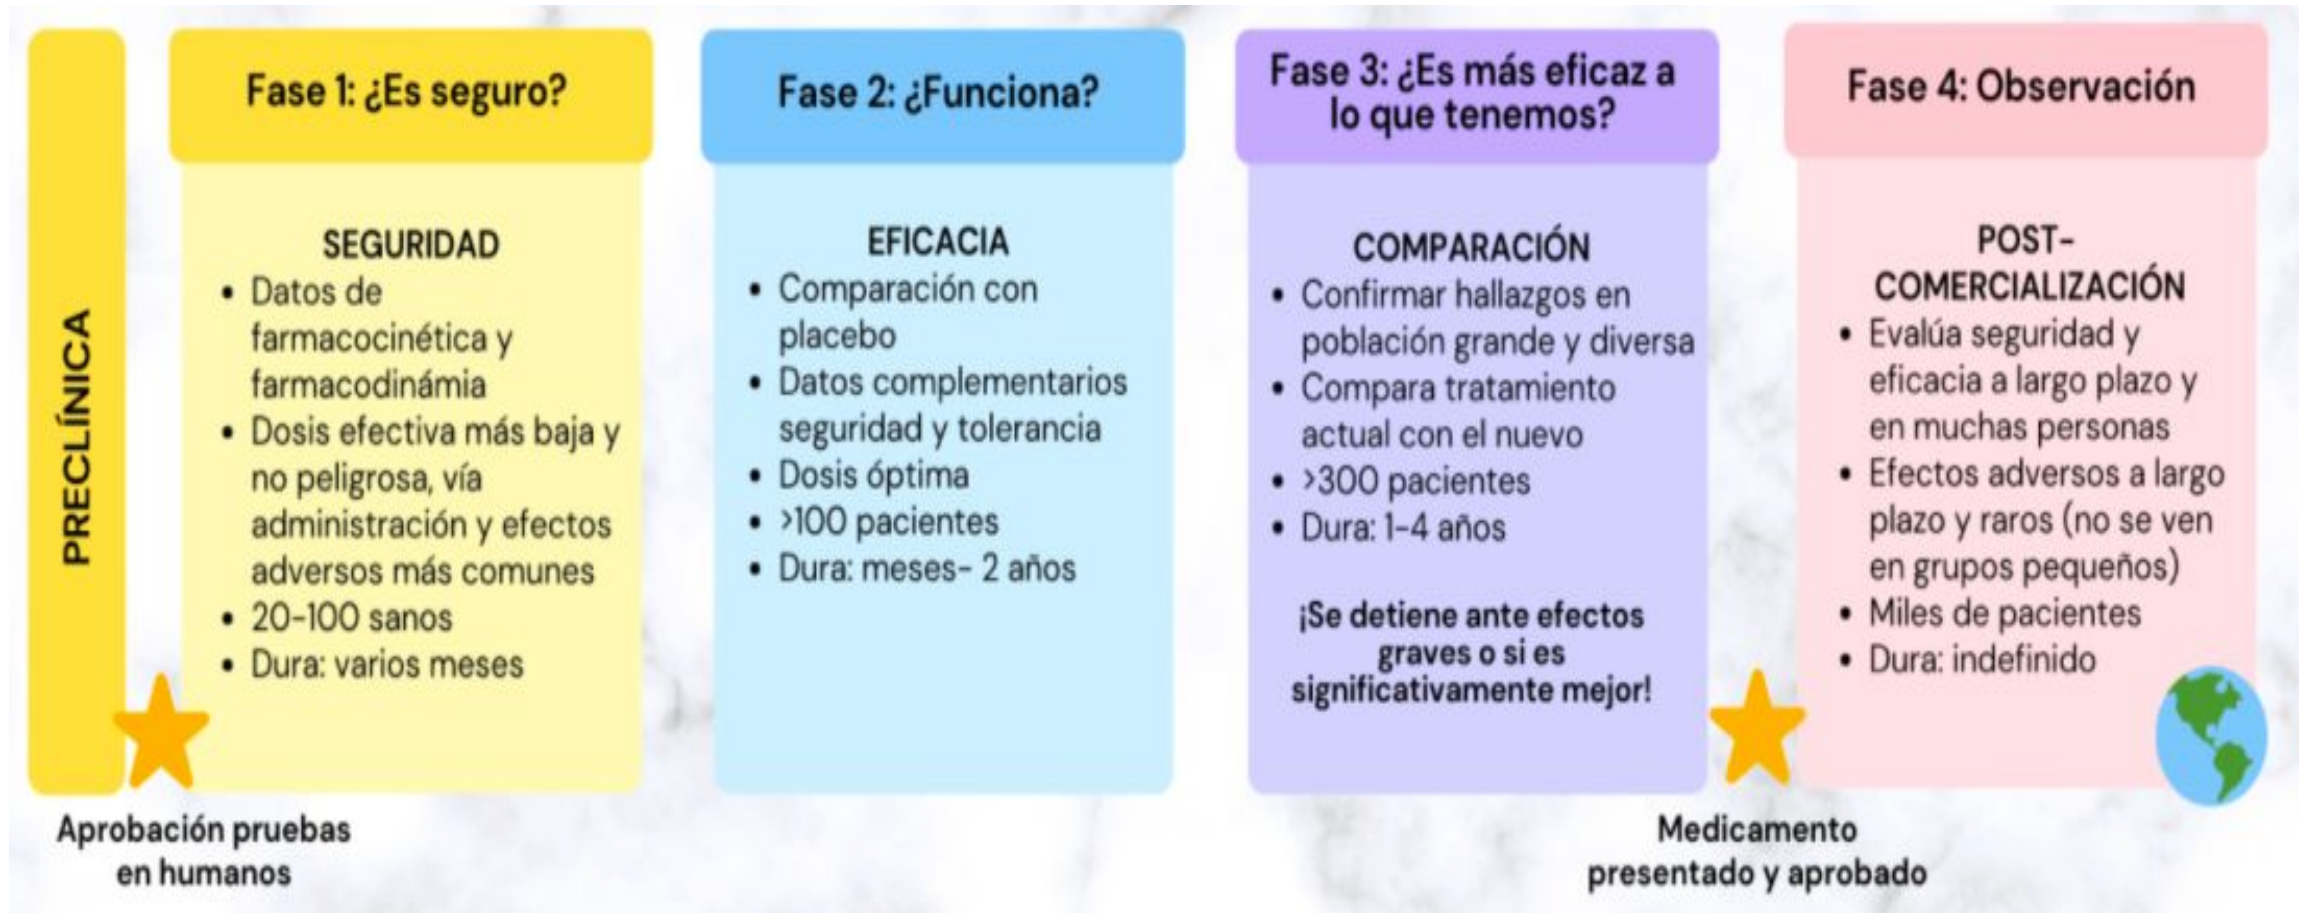 PRECLÍNICA
Fase 1: ¿Es seguro?
SEGURIDAD
• Datos de
farmacocinética y
farmacodinámia
• Dosis efectiva más baja y
no peligrosa, vía
administración y efectos
adversos más comunes
• 20-100 sanos
• Dura: varios meses
Aprobación pruebas
en humanos
Fase 2: ¿Funciona?
EFICACIA
• Comparación con
placebo
• Datos complementarios
seguridad y tolerancia
• Dosis óptima
• >100 pacientes
• Dura: meses- 2 años
Fase 3: ¿Es más eficaz a
lo que tenemos?
COMPARACIÓN
• Confirmar hallazgos en
población grande y diversa
• Compara tratamiento
actual con el nuevo
• >300 pacientes
• Dura: 1-4 años
¡Se detiene ante efectos
graves o si es
significativamente mejor!
Medicamento
presentado y aprobado
Fase 4: Observación
POST-
COMERCIALIZACIÓN
• Evalúa seguridad y
eficacia a largo plazo y
en muchas personas
• Efectos adversos a largo
plazo y raros (no se ven
en grupos pequeños)
• Miles de pacientes
• Dura: indefinido